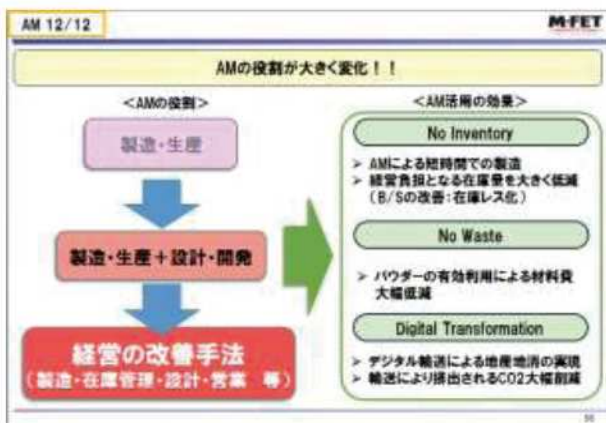 AM 12/12
M-FET
AMの役割が大きく変化！！
＜AMの役割＞
製造・生産
製造・生産＋設計・開発
経営の改善手法
（製造・在庫管理・設計・営業　等）
＜AM活用の効果＞
No Inventory
➢ AMによる短時間での製造
➢ 経営負担となる在庫量を大きく低減
（B/Sの改善：在庫レス化）
No Waste
➢ パウダーの有効利用による材料費
大幅低減
Digital Transformation
➢ デジタル輸送による地産地消の実現
➢ 輸送により排出されるCO2大幅削減